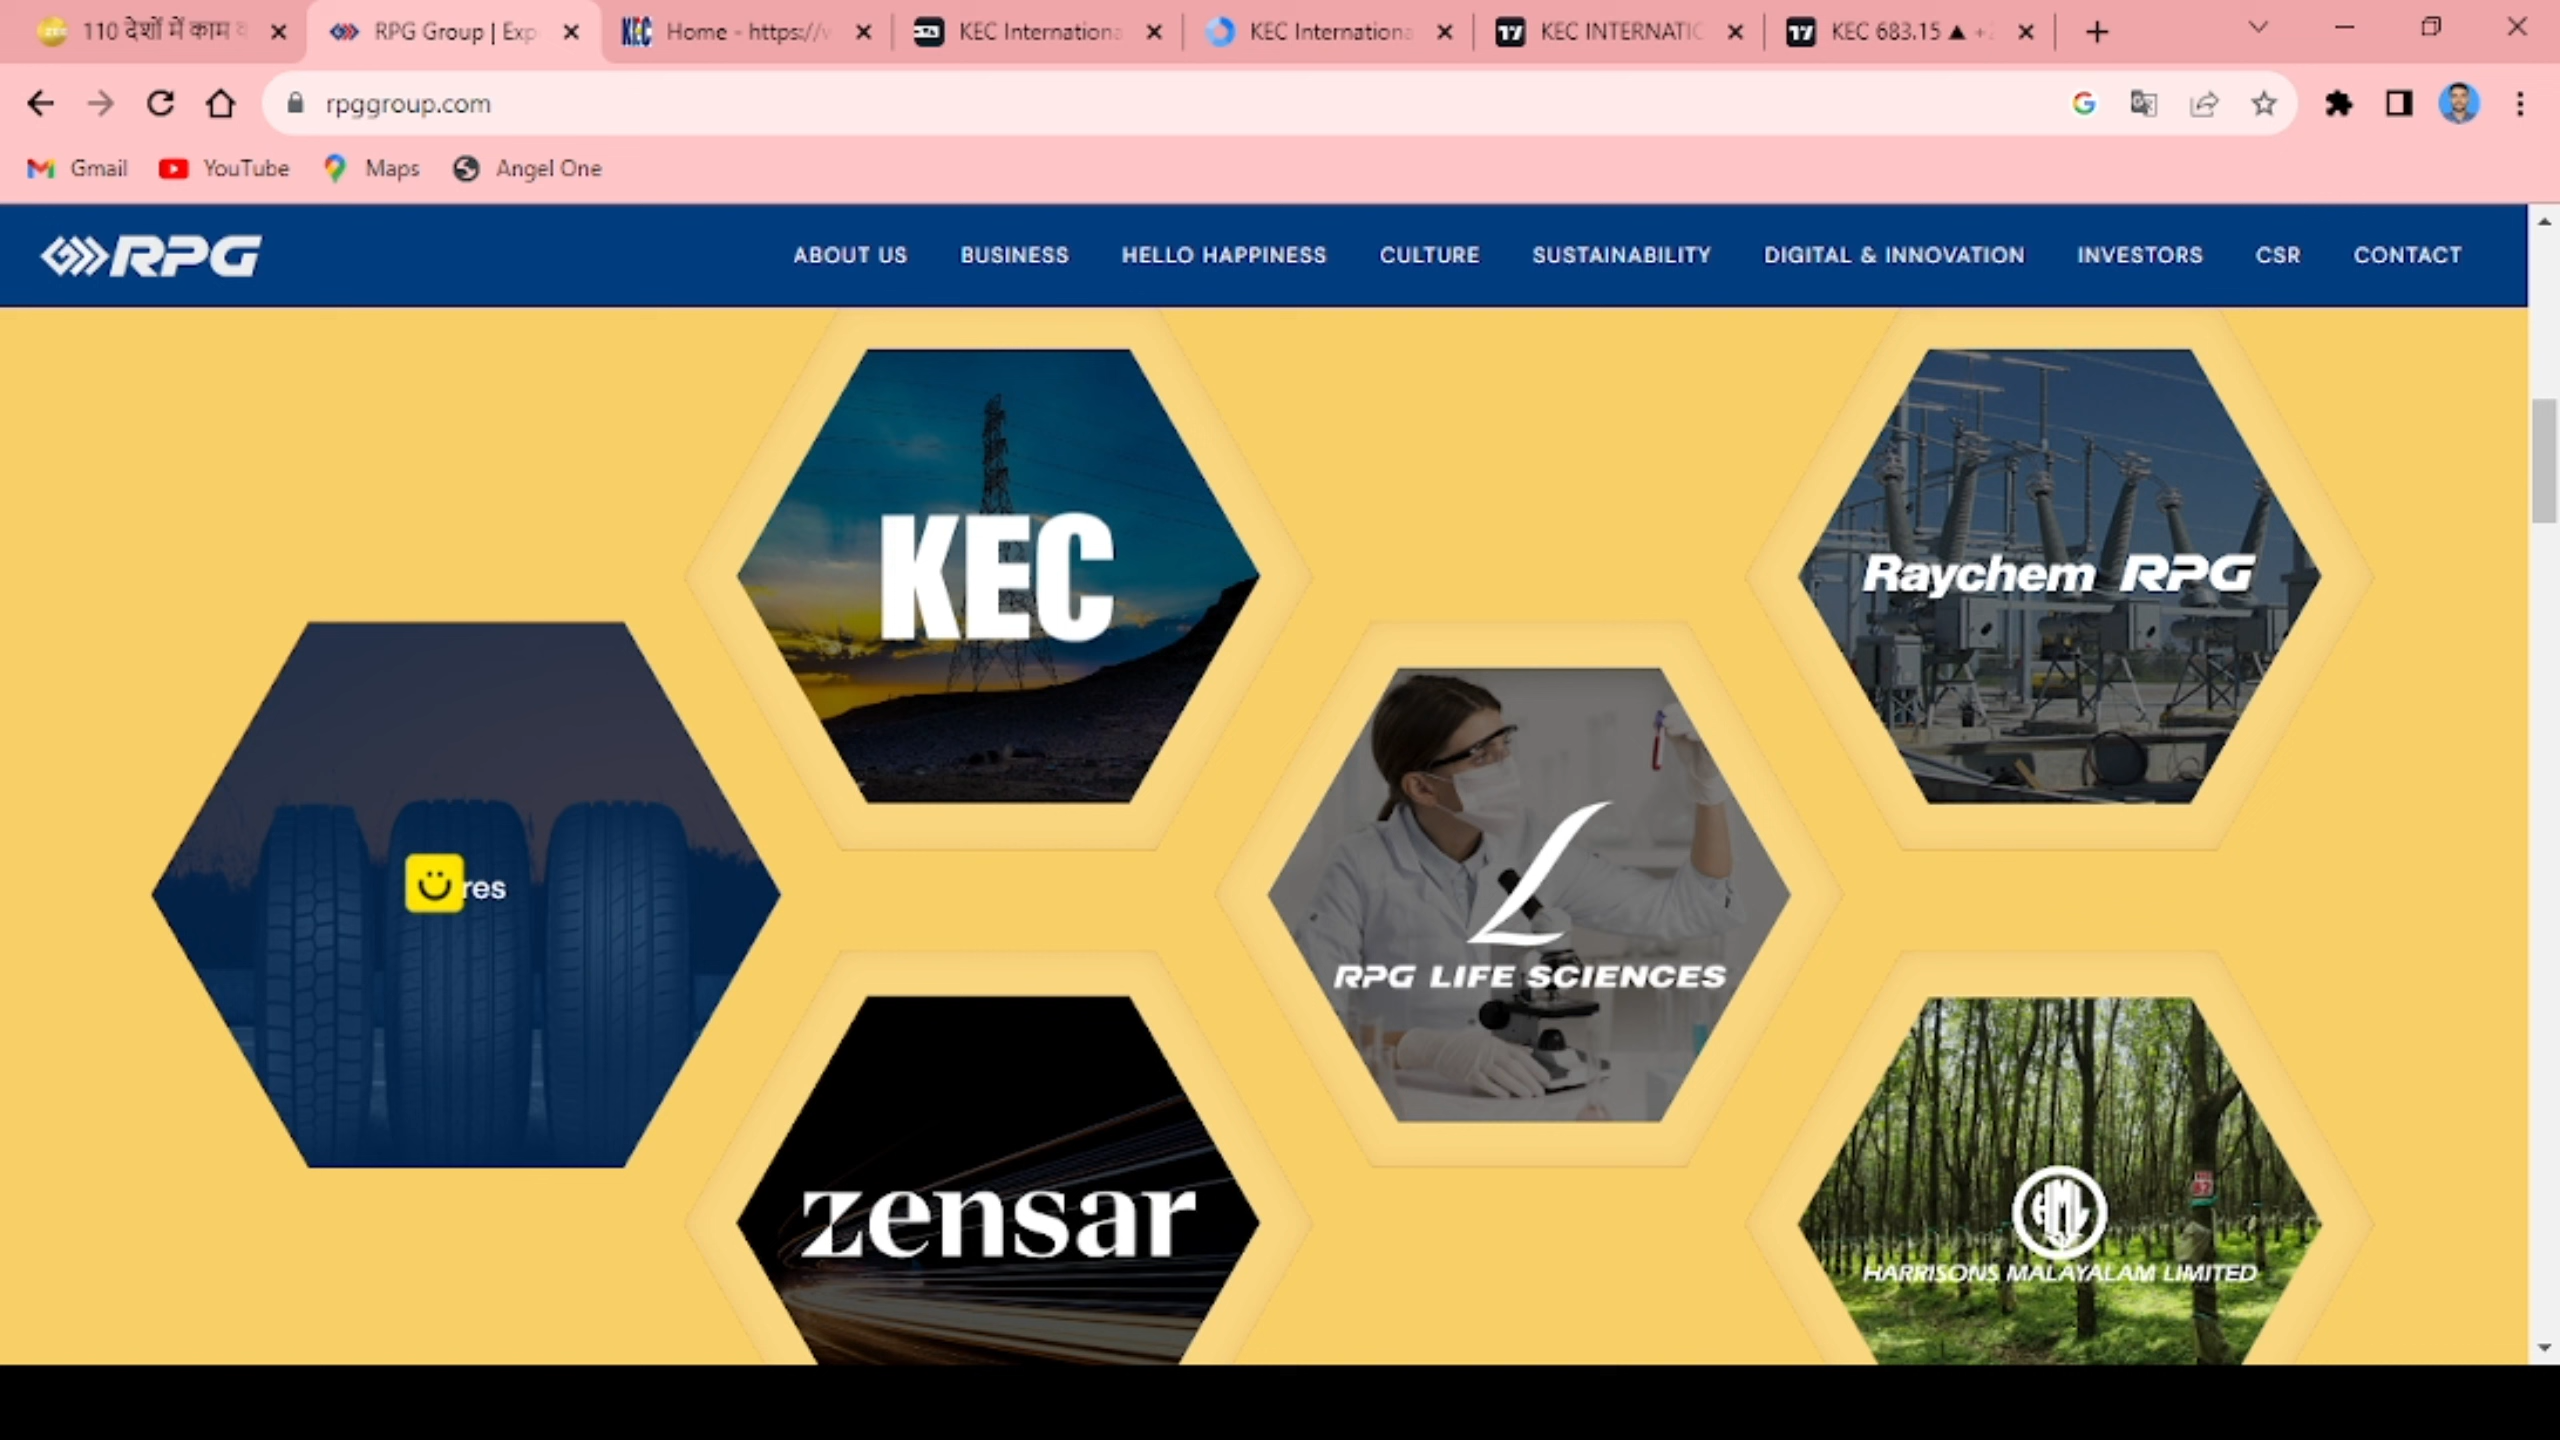 110 देशों में काम
RPG Group | Exp
Home - https://w
KEC Internationa
KEC Internationa
KEC INTERNATIO
KEC 683.15 ▲ +
rpggroup.com
Gmail
YouTube
Maps
Angel One
RPG
ABOUT US
BUSINESS
HELLO HAPPINESS
CULTURE
SUSTAINABILITY
DIGITAL & INNOVATION
INVESTORS
CSR
CONTACT
KEC
Raychem RPG
res
RPG LIFE SCIENCES
zensar
HML
HARRISONS MALAYALAM LIMITED